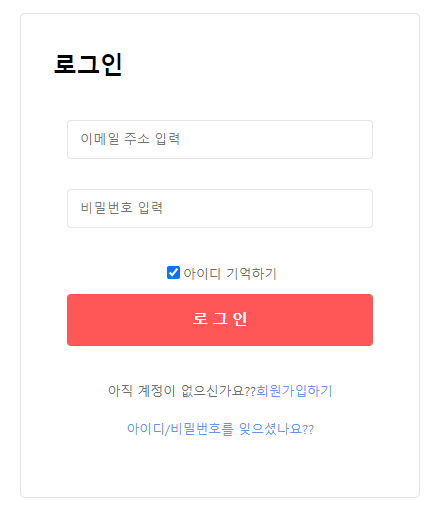 로그인
이메일 주소 입력
비밀번호 입력
아이디 기억하기
로 그 인
아직 계정이 없으신가요??회원가입하기
아이디/비밀번호를 잊으셨나요??